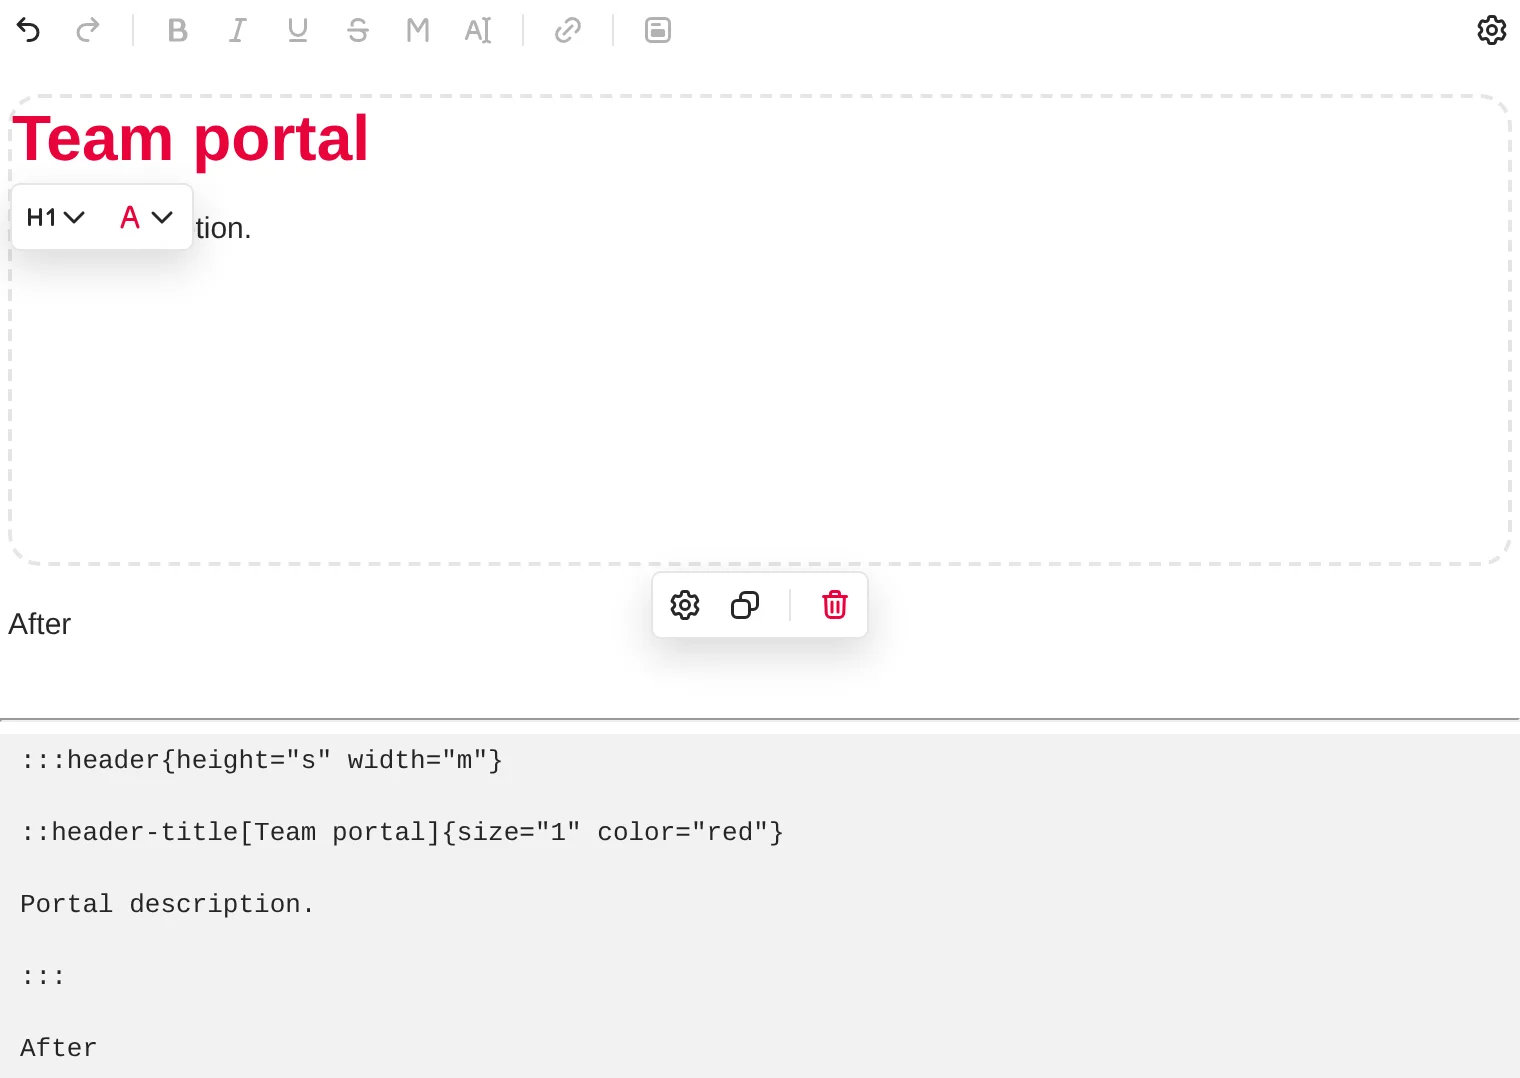 Team portal
H1 A
tion.
After
:::header{height="s" width="m"}
::header-title[Team portal]{size="1" color="red"}
Portal description.
:::
After